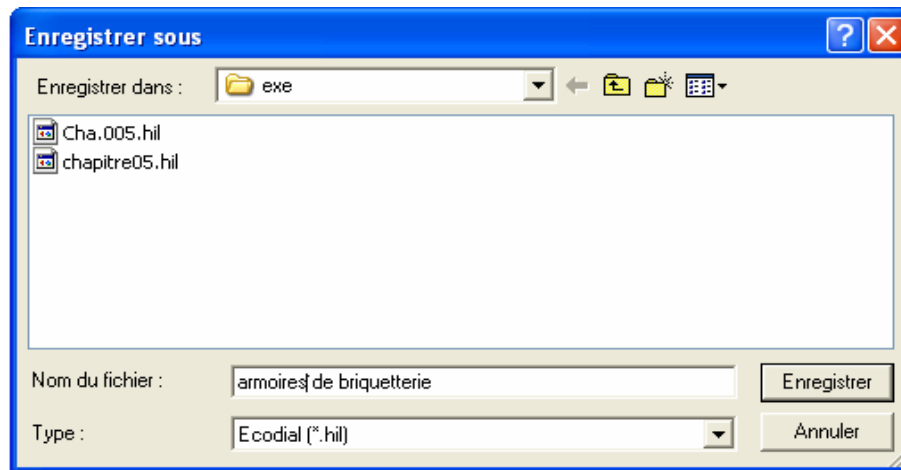 Enregistrer sous
Enregistrer dans :
exe
Cha.005.hil
chapitre05.hil
Nom du fichier :
armoires de briquetterie
Enregistrer
Type :
Ecodial (*.hil)
Annuler